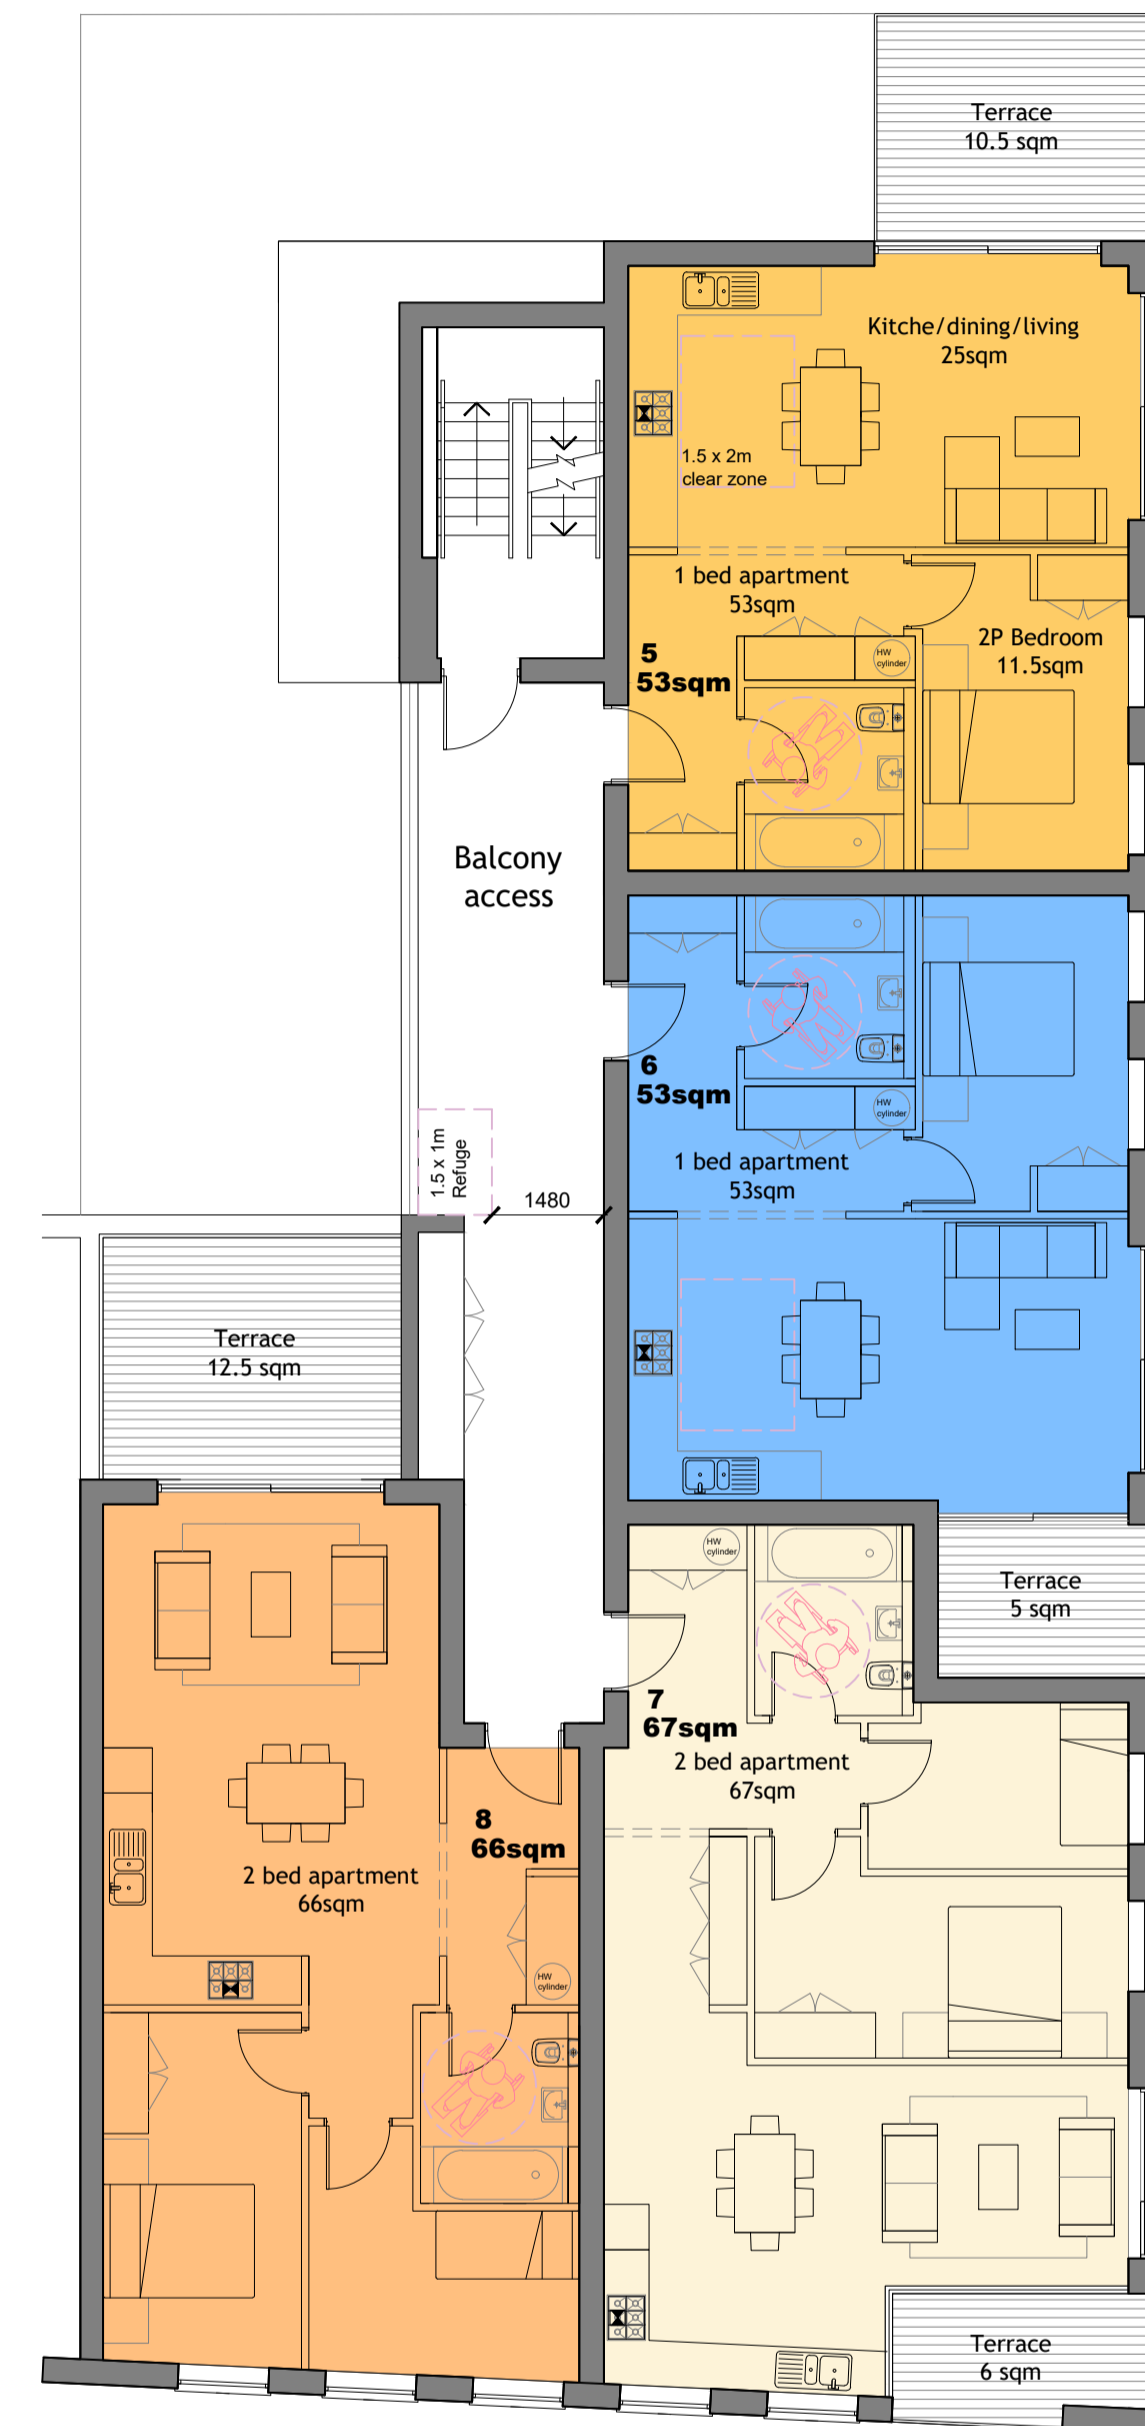 Terrace
10.5 sqm
Kitche/dining/living
25sqm
1.5 x 2m
clear zone
1 bed apartment
53sqm
2P Bedroom
11.5sqm
HW
cylinder
5
53sqm
Balcony
access
6
53sqm
HW
cylinder
1 bed apartment
53sqm
1.5 x 1m
Refuge
1480
Terrace
12.5 sqm
HW
cylinder
Terrace
5 sqm
7
67sqm
2 bed apartment
67sqm
8
66sqm
2 bed apartment
66sqm
HW
cylinder
Terrace
6 sqm